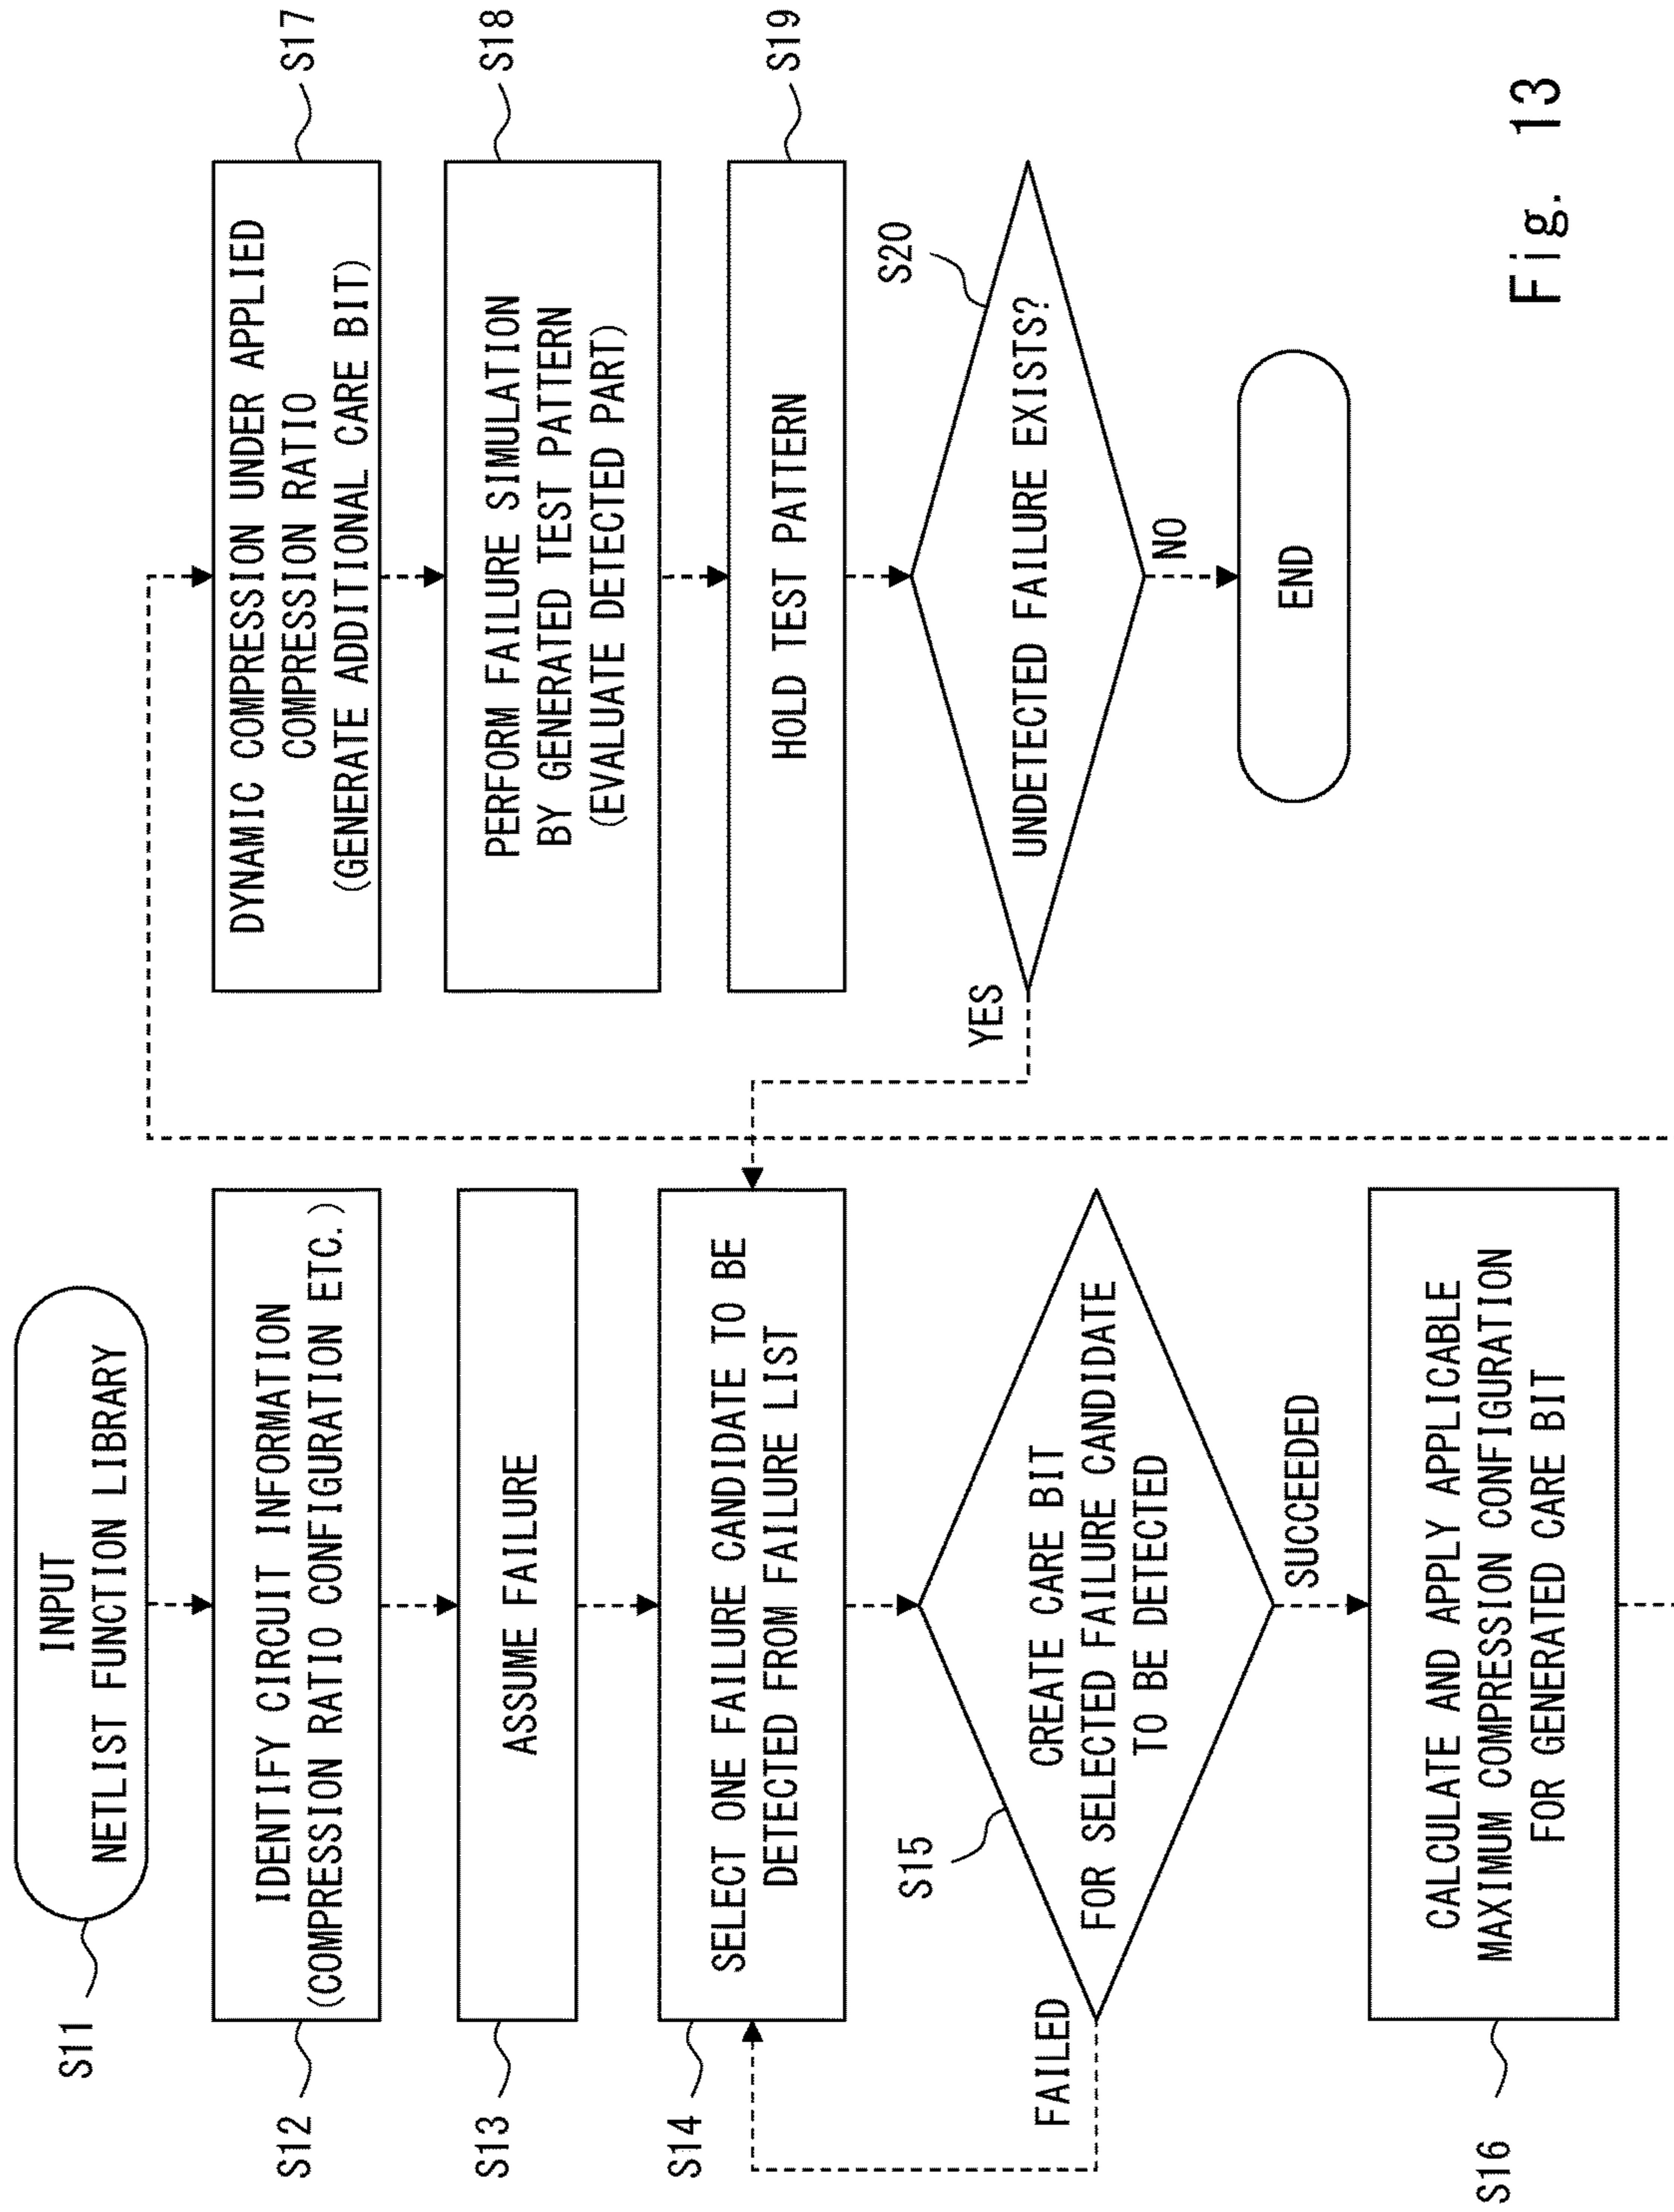 S11
INPUT
NETLIST FUNCTION LIBRARY
S12
IDENTIFY CIRCUIT INFORMATION
(COMPRESSION RATIO CONFIGURATION ETC.)
S13
ASSUME FAILURE
S14
SELECT ONE FAILURE CANDIDATE TO BE
DETECTED FROM FAILURE LIST
S15
CREATE CARE BIT
FOR SELECTED FAILURE CANDIDATE
TO BE DETECTED
FAILED
SUCCEEDED
S16
CALCULATE AND APPLY APPLICABLE
MAXIMUM COMPRESSION CONFIGURATION
FOR GENERATED CARE BIT
S17
DYNAMIC COMPRESSION UNDER APPLIED
COMPRESSION RATIO
(GENERATE ADDITIONAL CARE BIT)
S18
PERFORM FAILURE SIMULATION
BY GENERATED TEST PATTERN
(EVALUATE DETECTED PART)
S19
HOLD TEST PATTERN
S20
UNDETECTED FAILURE EXISTS?
YES
NO
END
Fig. 13